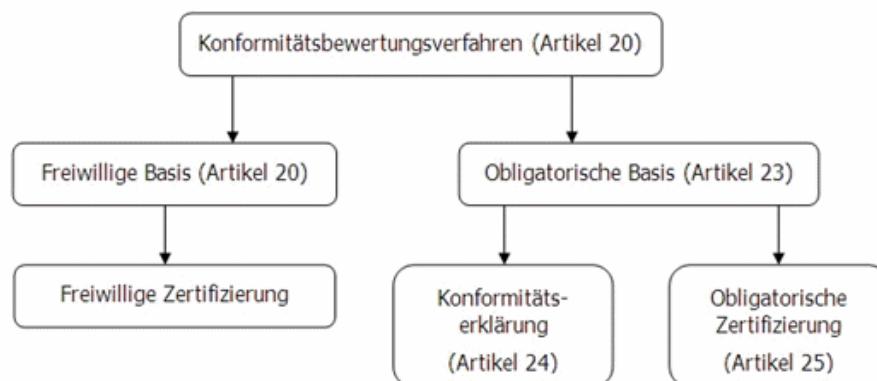 Konformitätsbewertungsverfahren (Artikel 20)
Freiwillige Basis (Artikel 20)
Obligatorische Basis (Artikel 23)
Freiwillige Zertifizierung
Konformitäts-
erklärung
(Artikel 24)
Obligatorische
Zertifizierung
(Artikel 25)